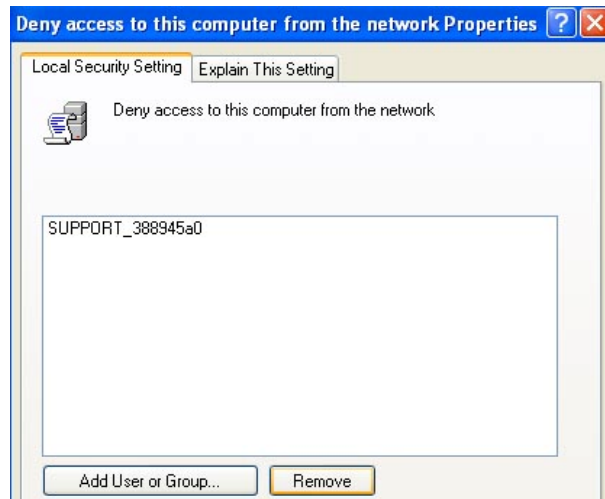 Deny access to this computer from the network Properties
Local Security Setting
Explain This Setting
Deny access to this computer from the network
SUPPORT_388945a0
Add User or Group...
Remove